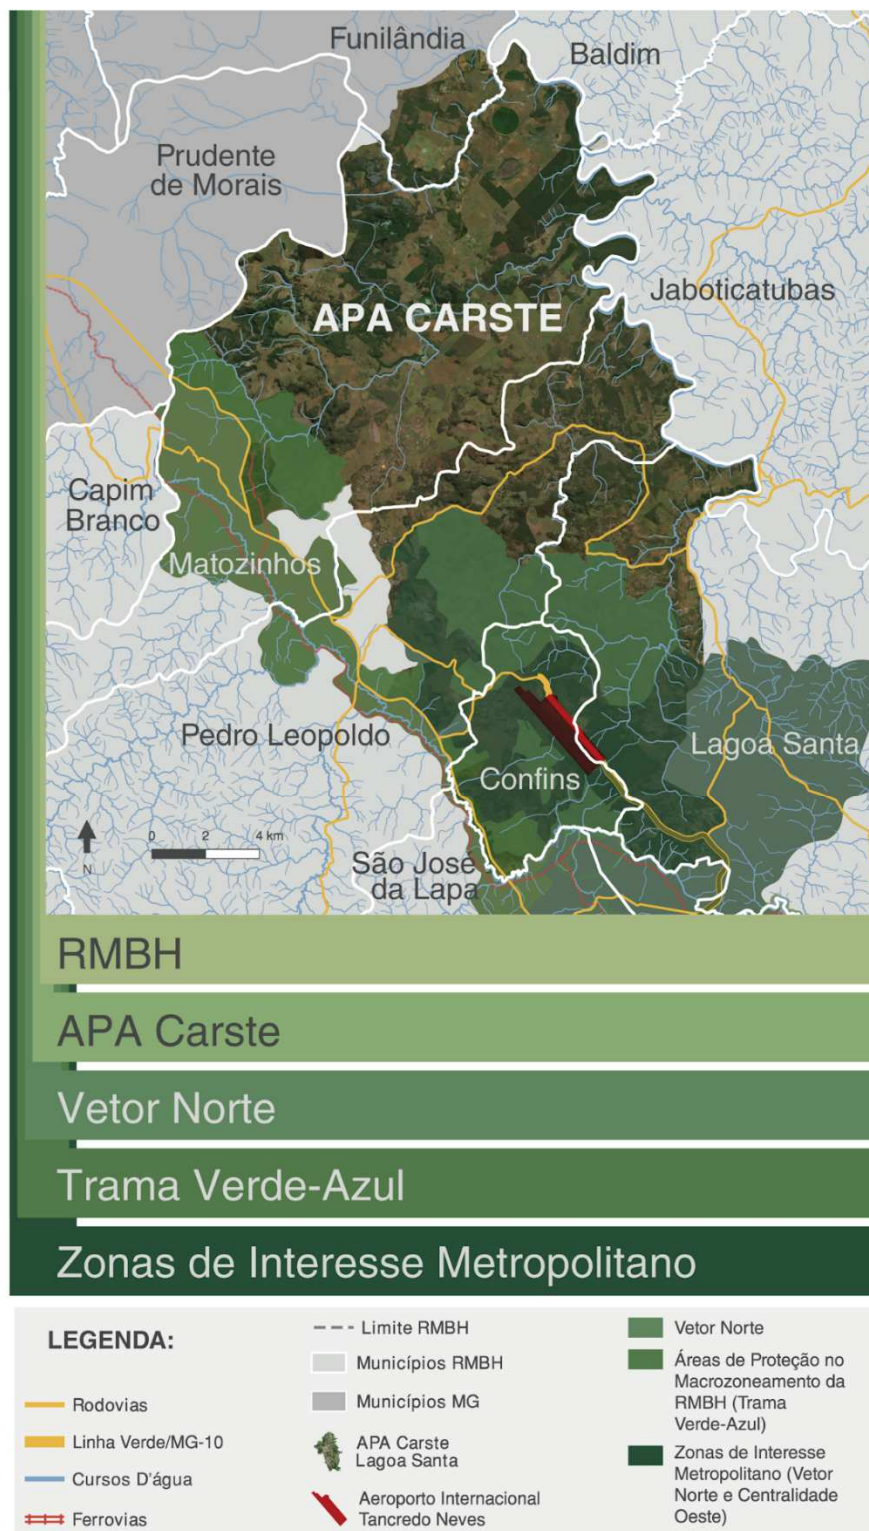 Funilândia
Baldim
Prudente
de Morais
Jaboticatubas
APA CARSTE
Capim
Branco
Matozinhos
Pedro Leopoldo
Lagoa Santa
Confins
0 2 4 km
N
São José
da Lapa
RMBH
APA Carste
Vetor Norte
Trama Verde-Azul
Zonas de Interesse Metropolitano
LEGENDA:
Rodovias
Linha Verde/MG-10
Cursos D'água
Ferrovias
Limite RMBH
Municípios RMBH
Municípios MG
APA Carste
Lagoa Santa
Aeroporto Internacional
Tancredo Neves
Vetor Norte
Áreas de Proteção no
Macrozoneamento da
RMBH (Trama
Verde-Azul)
Zonas de Interesse
Metropolitano (Vetor
Norte e Centralidade
Oeste)